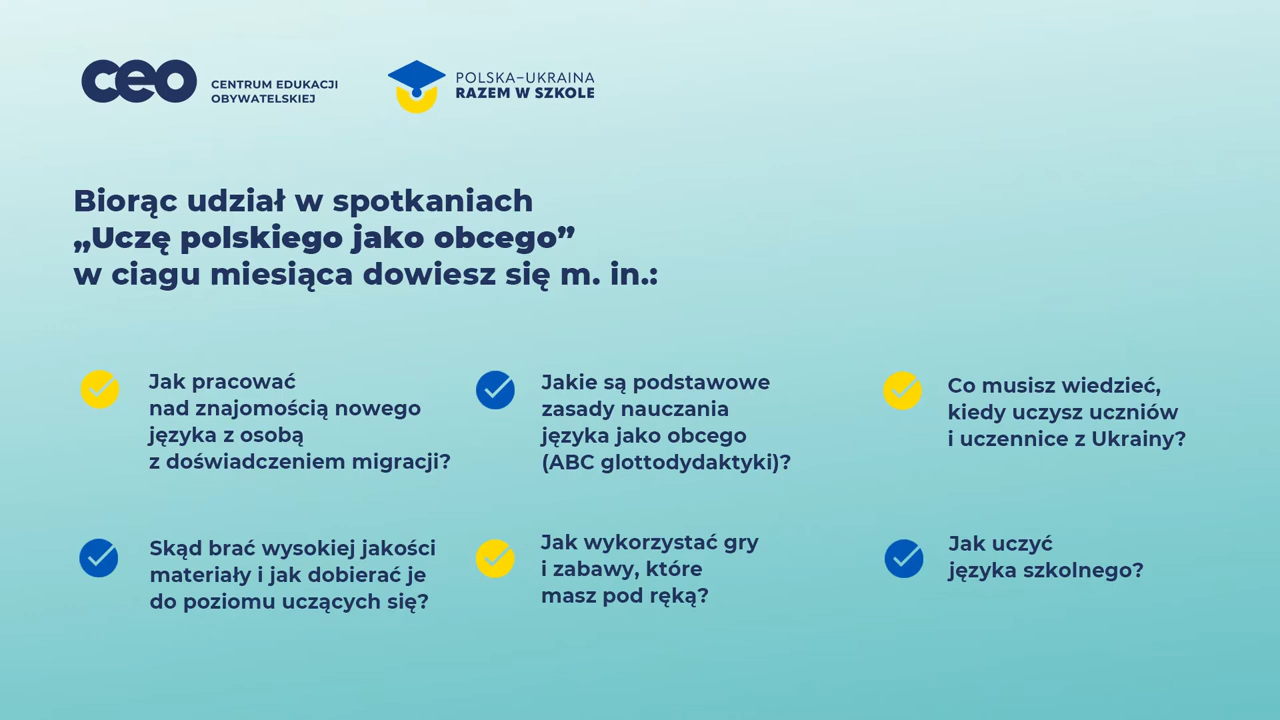 ceo
CENTRUM EDUKACJI
OBYWATELSKIEJ
POLSKA–UKRAINA
RAZEM W SZKOLE
Biorąc udział w spotkaniach
„Uczę polskiego jako obcego”
w ciagu miesiąca dowiesz się m. in.:
Jak pracować
nad znajomością nowego
języka z osobą
z doświadczeniem migracji?
Jakie są podstawowe
zasady nauczania
języka jako obcego
(ABC glottodydaktyki)?
Co musisz wiedzieć,
kiedy uczysz uczniów
i uczennice z Ukrainy?
Skąd brać wysokiej jakości
materiały i jak dobierać je
do poziomu uczących się?
Jak wykorzystać gry
i zabawy, które
masz pod ręką?
Jak uczyć
języka szkolnego?